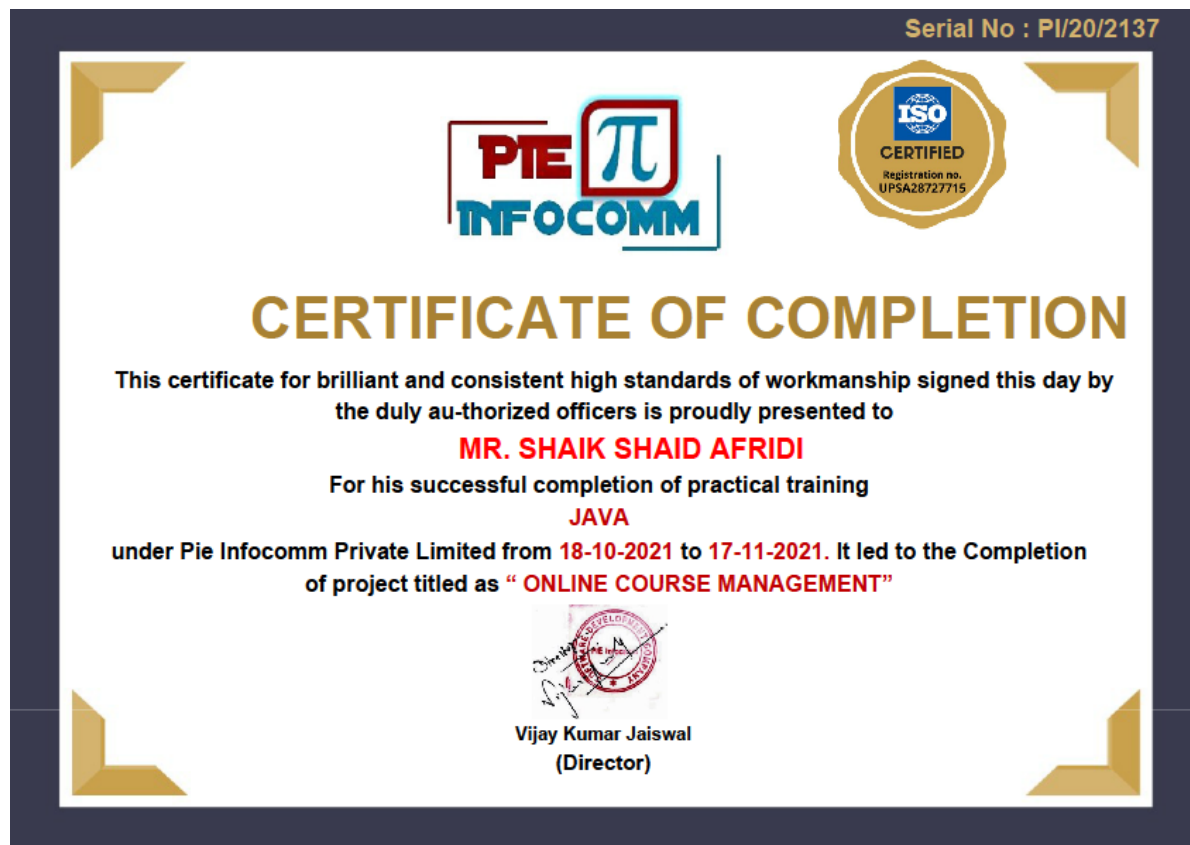 Serial No : PI/20/2137
PIE π
INFOCOMM
ISO
CERTIFIED
Registration no.
UPSA28727715
CERTIFICATE OF COMPLETION
This certificate for brilliant and consistent high standards of workmanship signed this day by
the duly au-thorized officers is proudly presented to
MR. SHAIK SHAID AFRIDI
For his successful completion of practical training
JAVA
under Pie Infocomm Private Limited from 18-10-2021 to 17-11-2021. It led to the Completion
of project titled as “ ONLINE COURSE MANAGEMENT”
SOFTWARE DEVELOPMENT COMPANY
Director
Vijay Kumar Jaiswal
(Director)